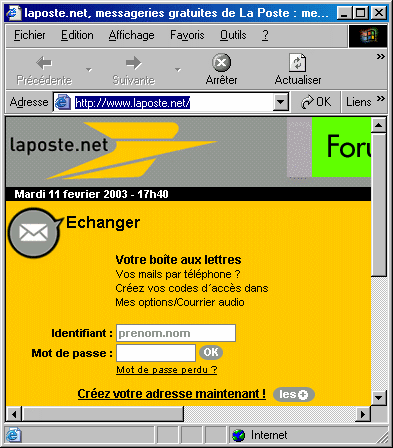 laposte.net, messageries gratuites de La Poste : me...
Fichier Edition Affichage Favoris Outils ?
Précédente Suivante Arrêter Actualiser
Adresse http://www.laposte.net/ OK Liens
laposte.net
Foru
Mardi 11 fevrier 2003 - 17h40
Echanger
Votre boîte aux lettres
Vos mails par téléphone ?
Créez vos codes d´accès dans
Mes options/Courrier audio
Identifiant : prenom.nom
Mot de passe : OK
Mot de passe perdu ?
Créez votre adresse maintenant ! les
Internet